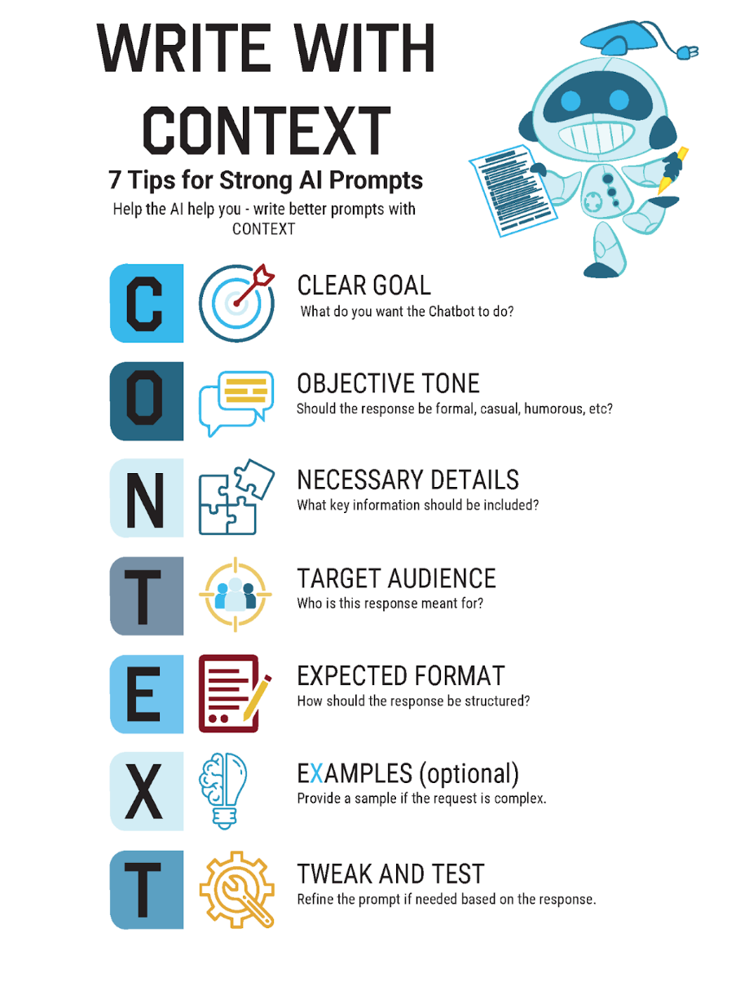 WRITE WITH
CONTEXT
7 Tips for Strong AI Prompts
Help the AI help you - write better prompts with
CONTEXT
C
CLEAR GOAL
What do you want the Chatbot to do?
O
OBJECTIVE TONE
Should the response be formal, casual, humorous, etc?
N
NECESSARY DETAILS
What key information should be included?
T
TARGET AUDIENCE
Who is this response meant for?
E
EXPECTED FORMAT
How should the response be structured?
X
EXAMPLES (optional)
Provide a sample if the request is complex.
T
TWEAK AND TEST
Refine the prompt if needed based on the response.